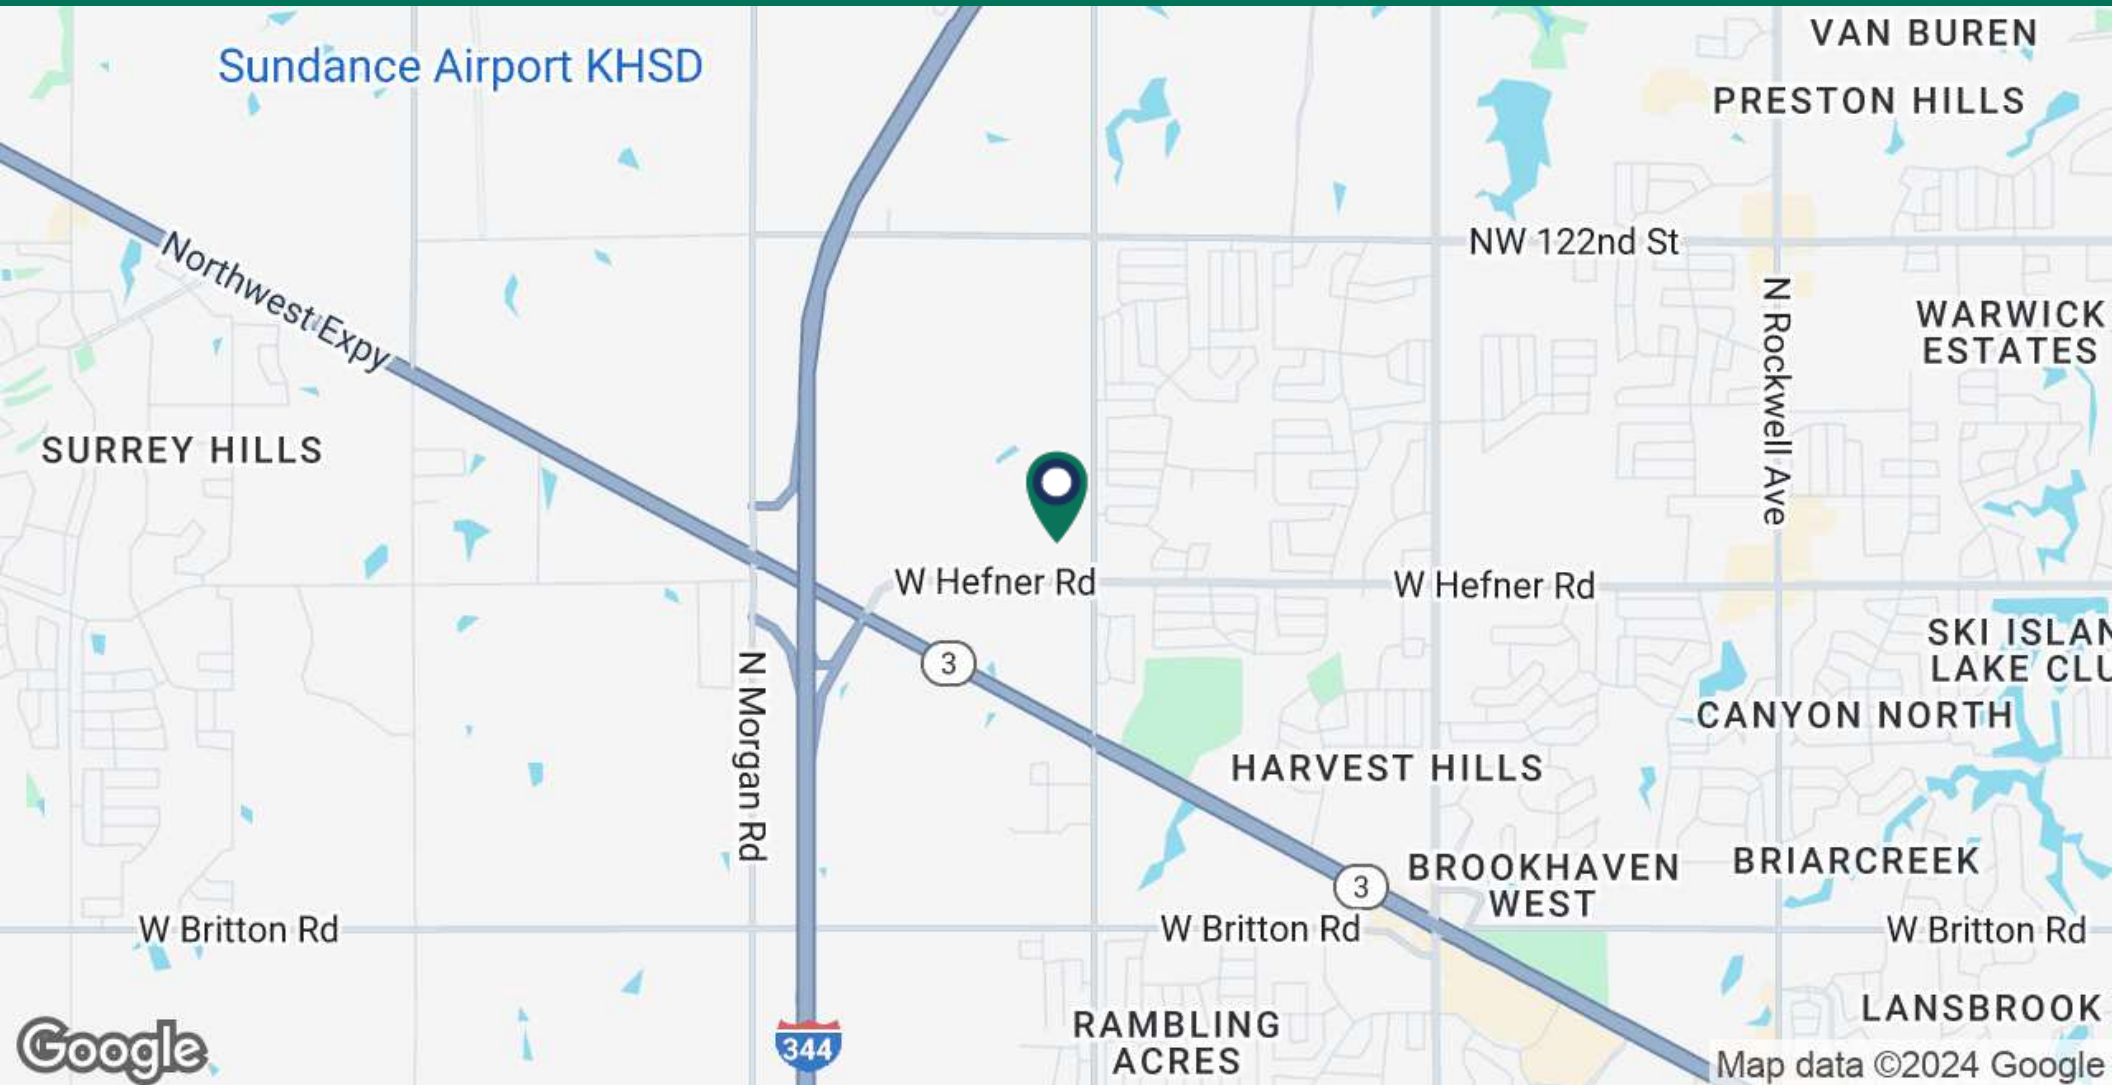 VAN BUREN
Sundance Airport KHSD
PRESTON HILLS
NW 122nd St
Northwest Expy
N Rockwell Ave
WARWICK
ESTATES
SURREY HILLS
W Hefner Rd
W Hefner Rd
SKI ISLAN
LAKE CLU
3
N Morgan Rd
CANYON NORTH
HARVEST HILLS
BROOKHAVEN
WEST
BRIARCREEK
3
W Britton Rd
W Britton Rd
W Britton Rd
LANSBROOK
RAMBLING
ACRES
344
Google
Map data ©2024 Google